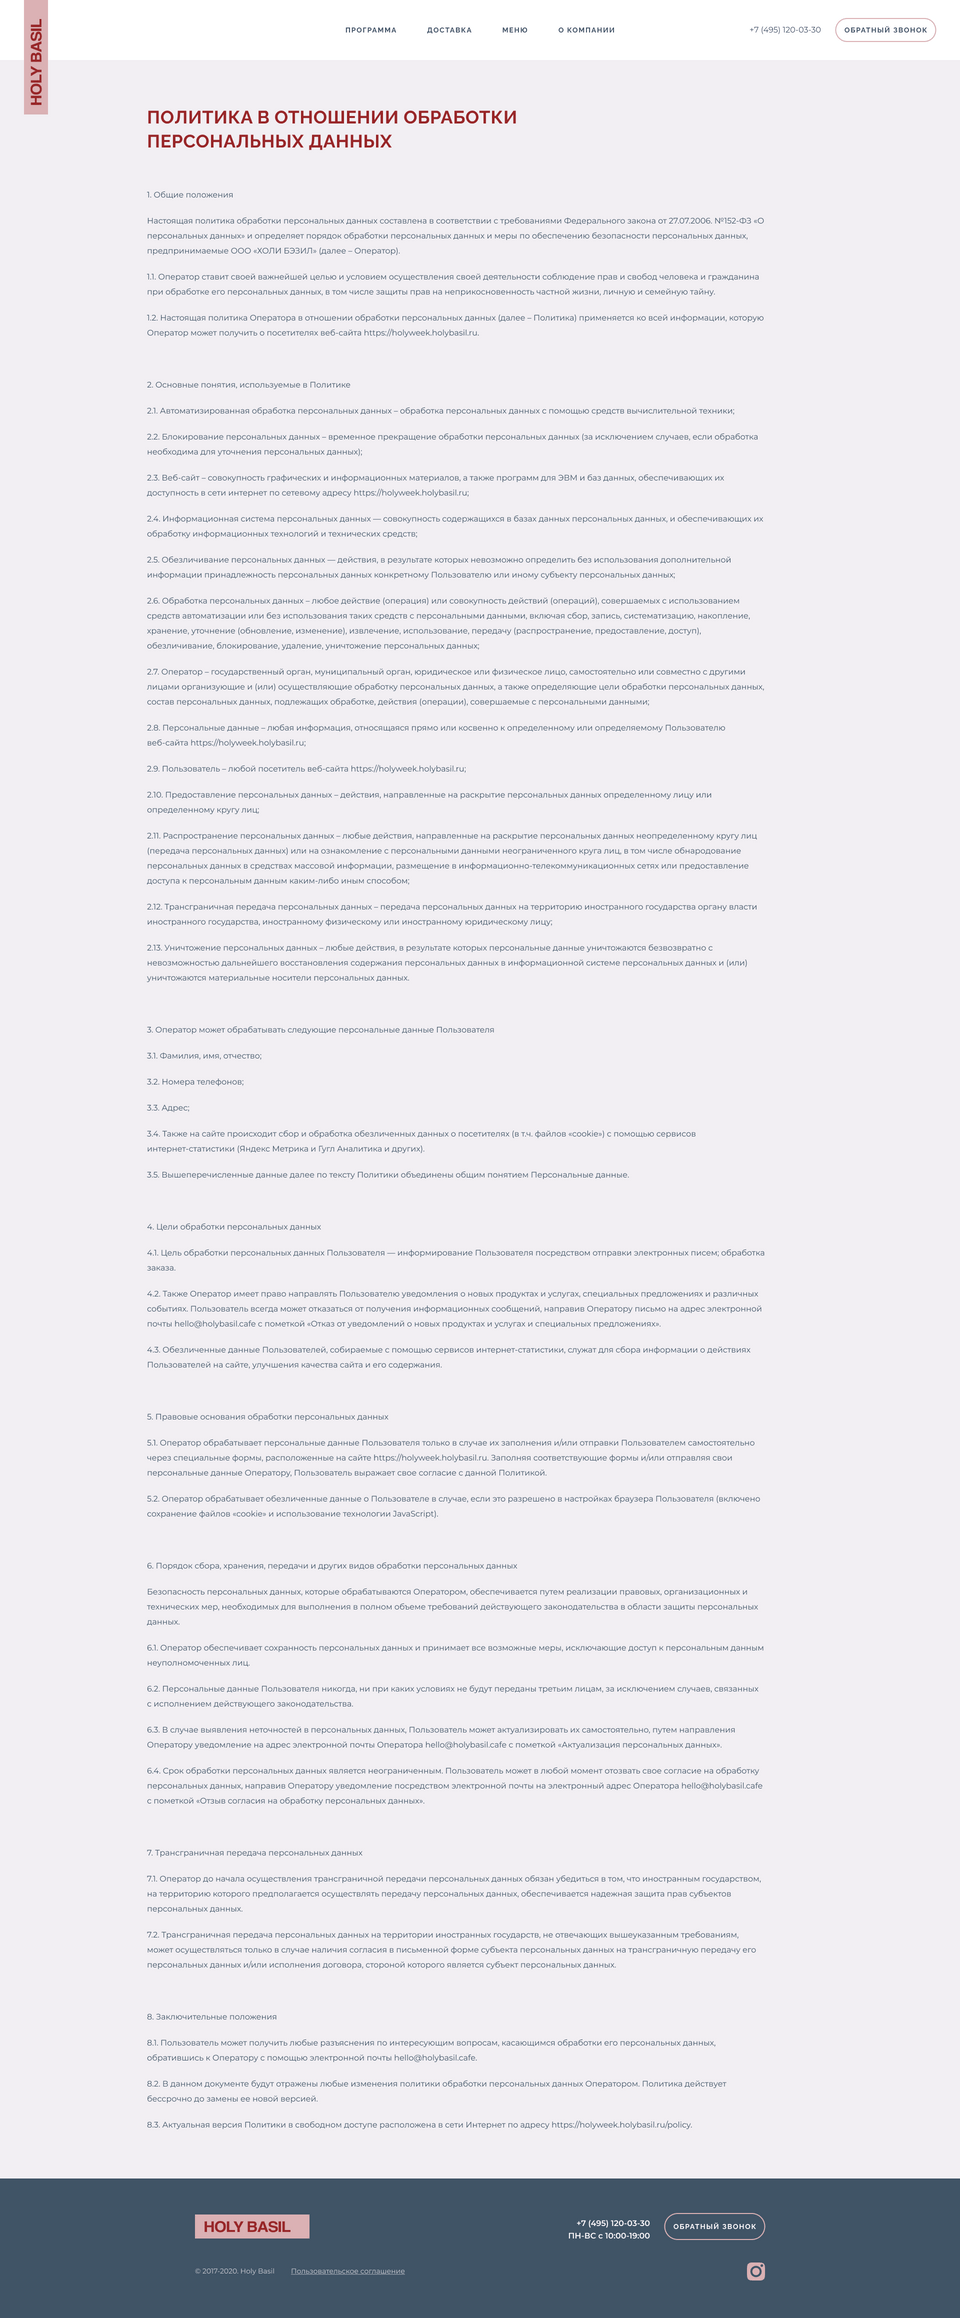 HOLY BASIL
ПРОГРАММА ДОСТАВКА МЕНЮ О КОМПАНИИ +7 (495) 120-03-30 ОБРАТНЫЙ ЗВОНОК
ПОЛИТИКА В ОТНОШЕНИИ ОБРАБОТКИ
ПЕРСОНАЛЬНЫХ ДАННЫХ
1. Общие положения
Настоящая политика обработки персональных данных составлена в соответствии с требованиями Федерального закона от 27.07.2006. №152-ФЗ «О
персональных данных» и определяет порядок обработки персональных данных и меры по обеспечению безопасности персональных данных,
предпринимаемые ООО «ХОЛИ БЭЗИЛ» (далее – Оператор).
1.1. Оператор ставит своей важнейшей целью и условием осуществления своей деятельности соблюдение прав и свобод человека и гражданина
при обработке его персональных данных, в том числе защиты прав на неприкосновенность частной жизни, личную и семейную тайну.
1.2. Настоящая политика Оператора в отношении обработки персональных данных (далее – Политика) применяется ко всей информации, которую
Оператор может получить о посетителях веб-сайта https://holyweek.holybasil.ru.
2. Основные понятия, используемые в Политике
2.1. Автоматизированная обработка персональных данных – обработка персональных данных с помощью средств вычислительной техники;
2.2. Блокирование персональных данных – временное прекращение обработки персональных данных (за исключением случаев, если обработка
необходима для уточнения персональных данных);
2.3. Веб-сайт – совокупность графических и информационных материалов, а также программ для ЭВМ и баз данных, обеспечивающих их
доступность в сети интернет по сетевому адресу https://holyweek.holybasil.ru;
2.4. Информационная система персональных данных — совокупность содержащихся в базах данных персональных данных, и обеспечивающих их
обработку информационных технологий и технических средств;
2.5. Обезличивание персональных данных — действия, в результате которых невозможно определить без использования дополнительной
информации принадлежность персональных данных конкретному Пользователю или иному субъекту персональных данных;
2.6. Обработка персональных данных – любое действие (операция) или совокупность действий (операций), совершаемых с использованием
средств автоматизации или без использования таких средств с персональными данными, включая сбор, запись, систематизацию, накопление,
хранение, уточнение (обновление, изменение), извлечение, использование, передачу (распространение, предоставление, доступ),
обезличивание, блокирование, удаление, уничтожение персональных данных;
2.7. Оператор – государственный орган, муниципальный орган, юридическое или физическое лицо, самостоятельно или совместно с другими
лицами организующие и (или) осуществляющие обработку персональных данных, а также определяющие цели обработки персональных данных,
состав персональных данных, подлежащих обработке, действия (операции), совершаемые с персональными данными;
2.8. Персональные данные – любая информация, относящаяся прямо или косвенно к определенному или определяемому Пользователю
веб-сайта https://holyweek.holybasil.ru;
2.9. Пользователь – любой посетитель веб-сайта https://holyweek.holybasil.ru;
2.10. Предоставление персональных данных – действия, направленные на раскрытие персональных данных определенному лицу или
определенному кругу лиц;
2.11. Распространение персональных данных – любые действия, направленные на раскрытие персональных данных неопределенному кругу лиц
(передача персональных данных) или на ознакомление с персональными данными неограниченного круга лиц, в том числе обнародование
персональных данных в средствах массовой информации, размещение в информационно-телекоммуникационных сетях или предоставление
доступа к персональным данным каким-либо иным способом;
2.12. Трансграничная передача персональных данных – передача персональных данных на территорию иностранного государства органу власти
иностранного государства, иностранному физическому или иностранному юридическому лицу;
2.13. Уничтожение персональных данных – любые действия, в результате которых персональные данные уничтожаются безвозвратно с
невозможностью дальнейшего восстановления содержания персональных данных в информационной системе персональных данных и (или)
уничтожаются материальные носители персональных данных.
3. Оператор может обрабатывать следующие персональные данные Пользователя
3.1. Фамилия, имя, отчество;
3.2. Номера телефонов;
3.3. Адрес;
3.4. Также на сайте происходит сбор и обработка обезличенных данных о посетителях (в т.ч. файлов «cookie») с помощью сервисов
интернет-статистики (Яндекс Метрика и Гугл Аналитика и других).
3.5. Вышеперечисленные данные далее по тексту Политики объединены общим понятием Персональные данные.
4. Цели обработки персональных данных
4.1. Цель обработки персональных данных Пользователя — информирование Пользователя посредством отправки электронных писем; обработка
заказа.
4.2. Также Оператор имеет право направлять Пользователю уведомления о новых продуктах и услугах, специальных предложениях и различных
событиях. Пользователь всегда может отказаться от получения информационных сообщений, направив Оператору письмо на адрес электронной
почты hello@holybasil.cafe с пометкой «Отказ от уведомлений о новых продуктах и услугах и специальных предложениях».
4.3. Обезличенные данные Пользователей, собираемые с помощью сервисов интернет-статистики, служат для сбора информации о действиях
Пользователей на сайте, улучшения качества сайта и его содержания.
5. Правовые основания обработки персональных данных
5.1. Оператор обрабатывает персональные данные Пользователя только в случае их заполнения и/или отправки Пользователем самостоятельно
через специальные формы, расположенные на сайте https://holyweek.holybasil.ru. Заполняя соответствующие формы и/или отправляя свои
персональные данные Оператору, Пользователь выражает свое согласие с данной Политикой.
5.2. Оператор обрабатывает обезличенные данные о Пользователе в случае, если это разрешено в настройках браузера Пользователя (включено
сохранение файлов «cookie» и использование технологии JavaScript).
6. Порядок сбора, хранения, передачи и других видов обработки персональных данных
Безопасность персональных данных, которые обрабатываются Оператором, обеспечивается путем реализации правовых, организационных и
технических мер, необходимых для выполнения в полном объеме требований действующего законодательства в области защиты персональных
данных.
6.1. Оператор обеспечивает сохранность персональных данных и принимает все возможные меры, исключающие доступ к персональным данным
неуполномоченных лиц.
6.2. Персональные данные Пользователя никогда, ни при каких условиях не будут переданы третьим лицам, за исключением случаев, связанных
с исполнением действующего законодательства.
6.3. В случае выявления неточностей в персональных данных, Пользователь может актуализировать их самостоятельно, путем направления
Оператору уведомление на адрес электронной почты Оператора hello@holybasil.cafe с пометкой «Актуализация персональных данных».
6.4. Срок обработки персональных данных является неограниченным. Пользователь может в любой момент отозвать свое согласие на обработку
персональных данных, направив Оператору уведомление посредством электронной почты на электронный адрес Оператора hello@holybasil.cafe
с пометкой «Отзыв согласия на обработку персональных данных».
7. Трансграничная передача персональных данных
7.1. Оператор до начала осуществления трансграничной передачи персональных данных обязан убедиться в том, что иностранным государством,
на территорию которого предполагается осуществлять передачу персональных данных, обеспечивается надежная защита прав субъектов
персональных данных.
7.2. Трансграничная передача персональных данных на территории иностранных государств, не отвечающих вышеуказанным требованиям,
может осуществляться только в случае наличия согласия в письменной форме субъекта персональных данных на трансграничную передачу его
персональных данных и/или исполнения договора, стороной которого является субъект персональных данных.
8. Заключительные положения
8.1. Пользователь может получить любые разъяснения по интересующим вопросам, касающимся обработки его персональных данных,
обратившись к Оператору с помощью электронной почты hello@holybasil.cafe.
8.2. В данном документе будут отражены любые изменения политики обработки персональных данных Оператором. Политика действует
бессрочно до замены ее новой версией.
8.3. Актуальная версия Политики в свободном доступе расположена в сети Интернет по адресу https://holyweek.holybasil.ru/policy.
HOLY BASIL
+7 (495) 120-03-30
ПН-ВС с 10:00-19:00
ОБРАТНЫЙ ЗВОНОК
© 2017-2020. Holy Basil Пользовательское соглашение